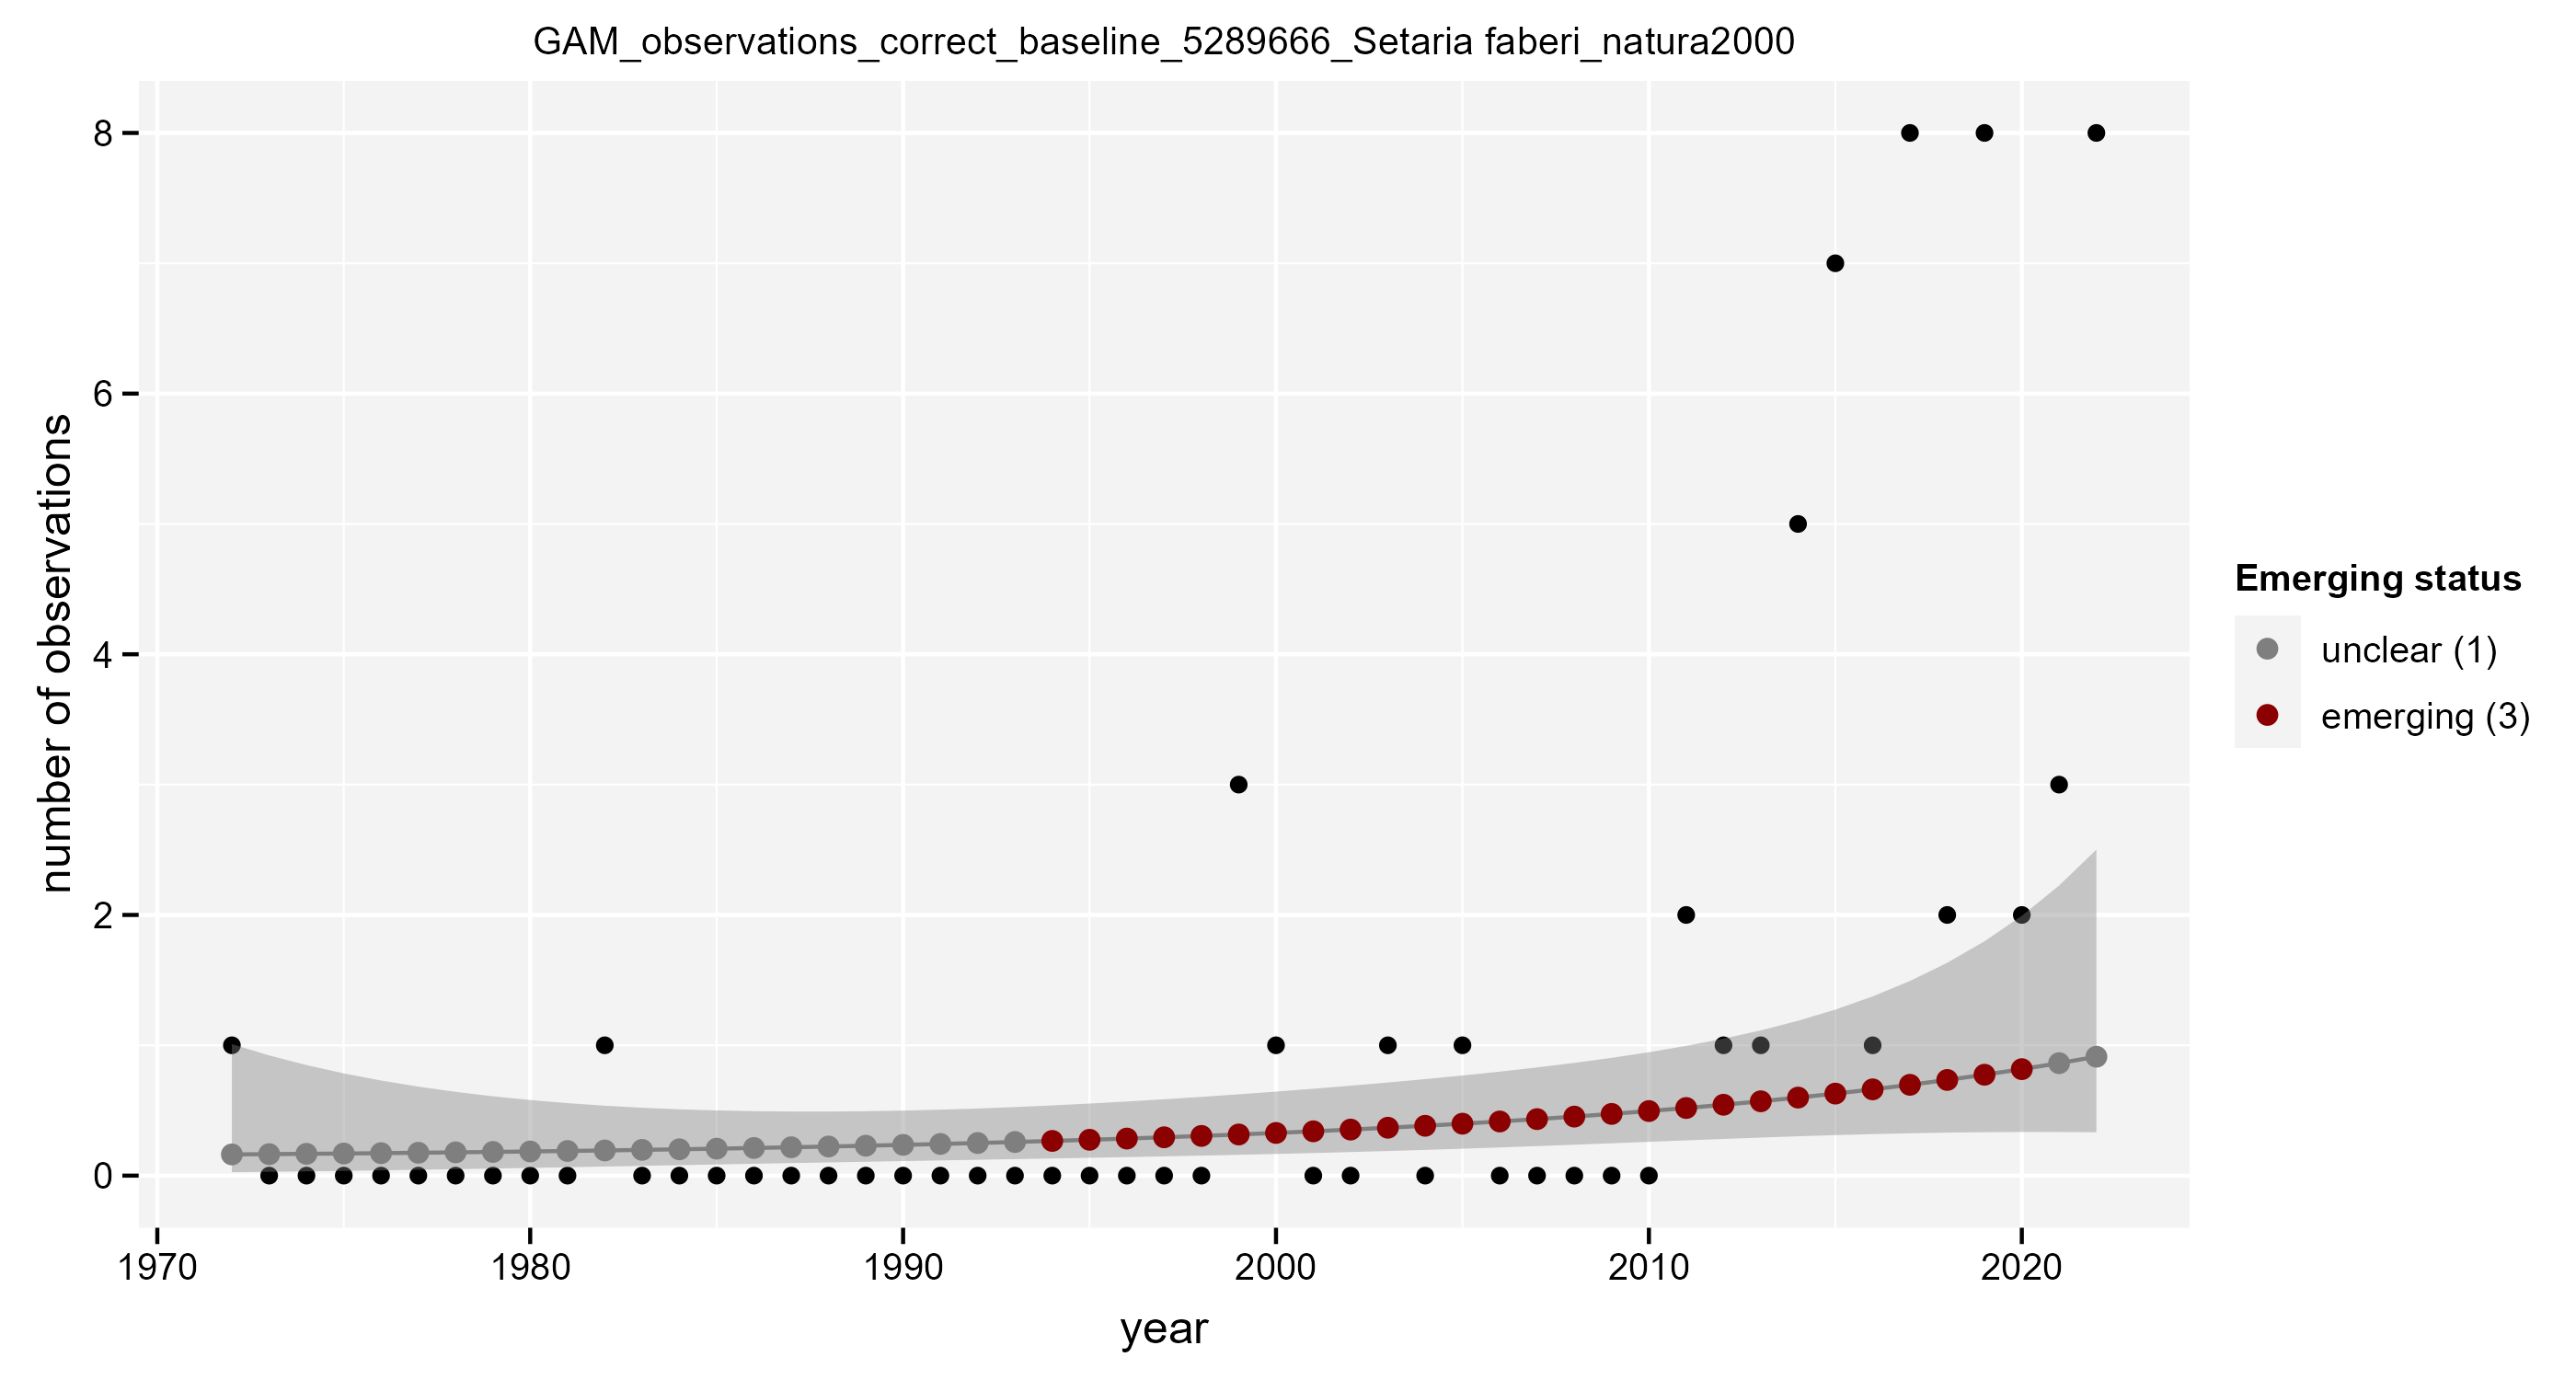 GAM_observations_correct_baseline_5289666_Setaria faberi_natura2000
number of observations
8
6
4
2
0
1970 1980 1990 2000 2010 2020
year
Emerging status
unclear (1)
emerging (3)